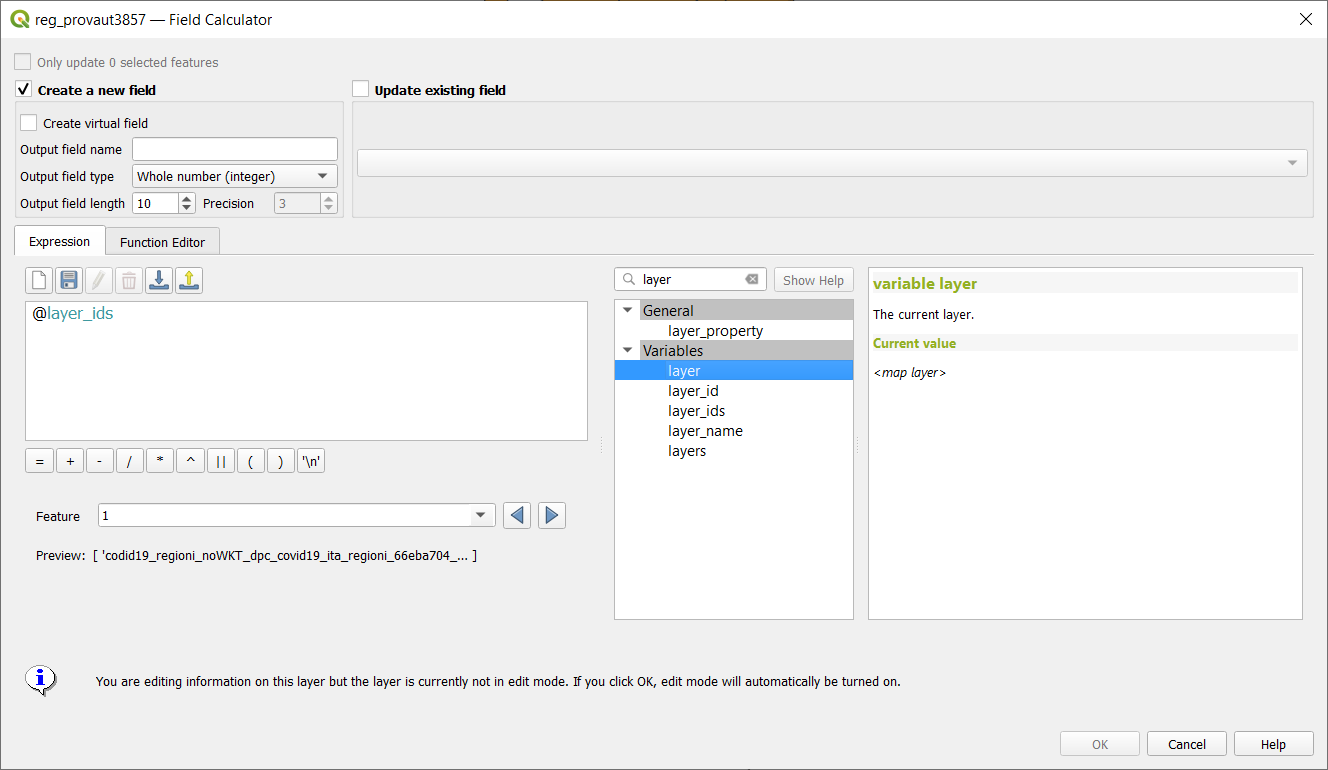 reg_provaut3857 — Field Calculator
Only update 0 selected features
Create a new field
Update existing field
Create virtual field
Output field name
Output field type Whole number (integer)
Output field length 10 Precision 3
Expression Function Editor
layer Show Help
@layer_ids
General
layer_property
Variables
layer
layer_id
layer_ids
layer_name
layers
variable layer
The current layer.
Current value
<map layer>
= + - / * ^ || ( ) '\n'
Feature 1
Preview: [ 'codid19_regioni_noWKT_dpc_covid19_ita_regioni_66eba704_... ]
You are editing information on this layer but the layer is currently not in edit mode. If you click OK, edit mode will automatically be turned on.
OK Cancel Help